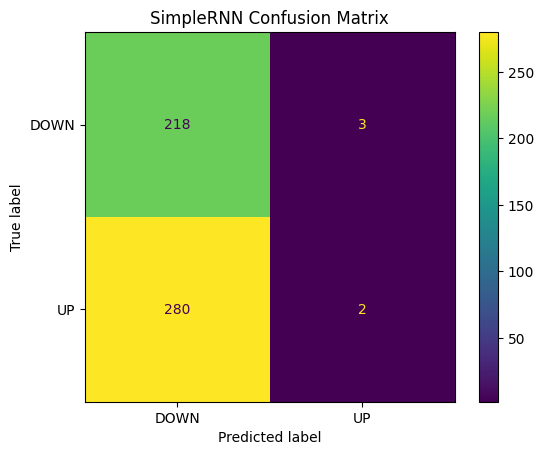 SimpleRNN Confusion Matrix
True label
DOWN
UP
218
3
280
2
DOWN
UP
Predicted label
250
200
150
100
50